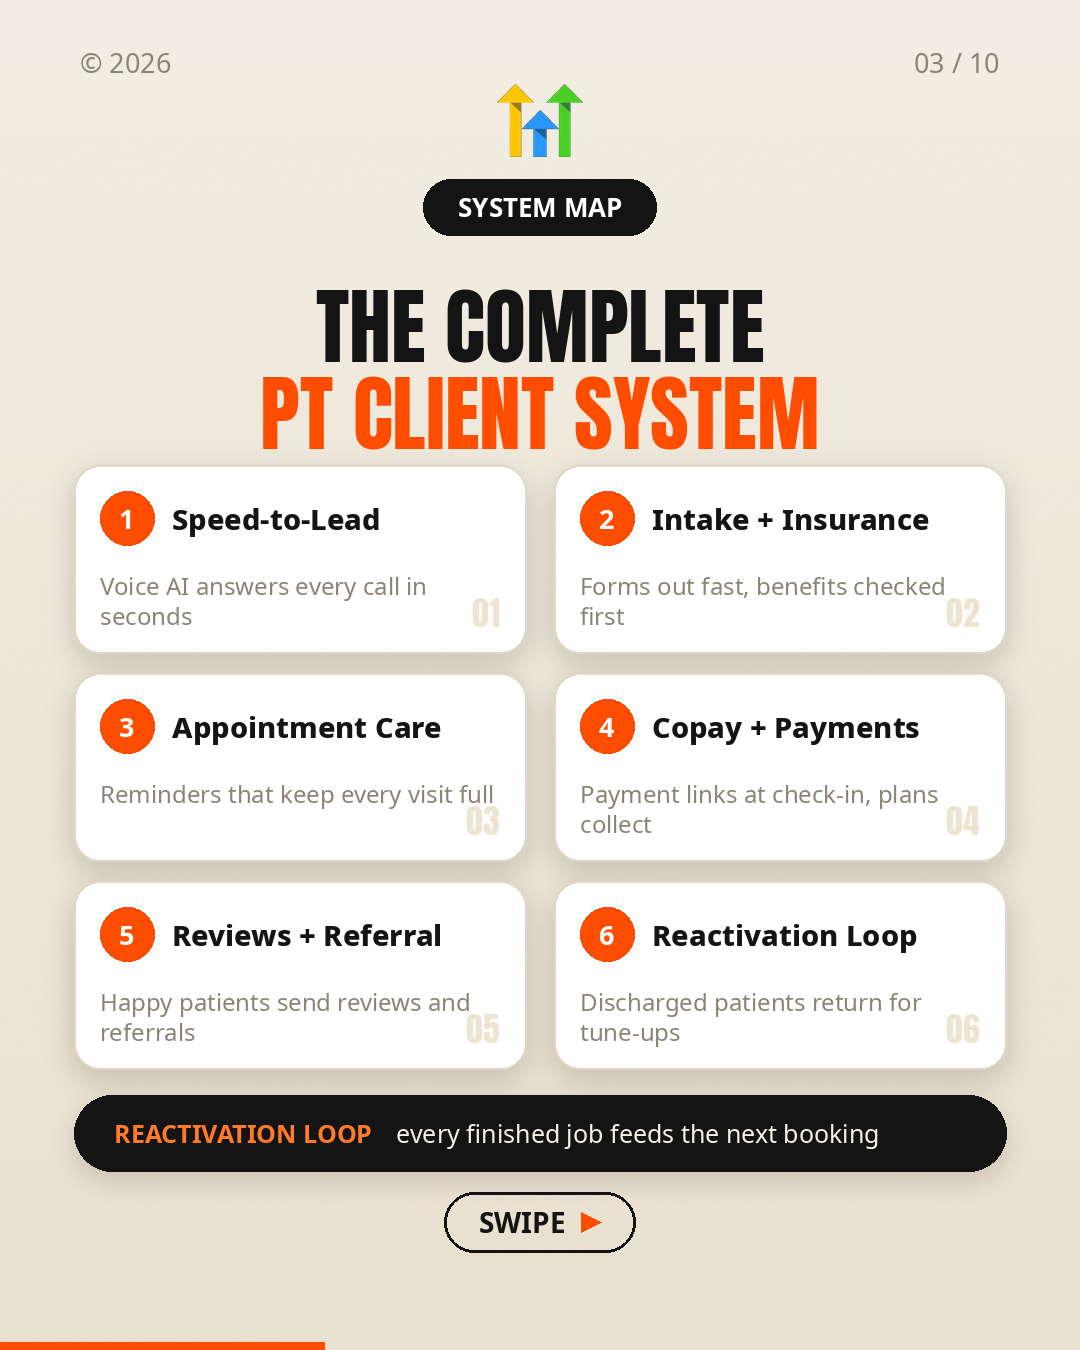 © 2026
03 / 10
SYSTEM MAP
THE COMPLETE
PT CLIENT SYSTEM
1 Speed-to-Lead
Voice AI answers every call in
seconds
01
2 Intake + Insurance
Forms out fast, benefits checked
first
02
3 Appointment Care
Reminders that keep every visit full
03
4 Copay + Payments
Payment links at check-in, plans
collect
04
5 Reviews + Referral
Happy patients send reviews and
referrals
05
6 Reactivation Loop
Discharged patients return for
tune-ups
06
REACTIVATION LOOP every finished job feeds the next booking
SWIPE